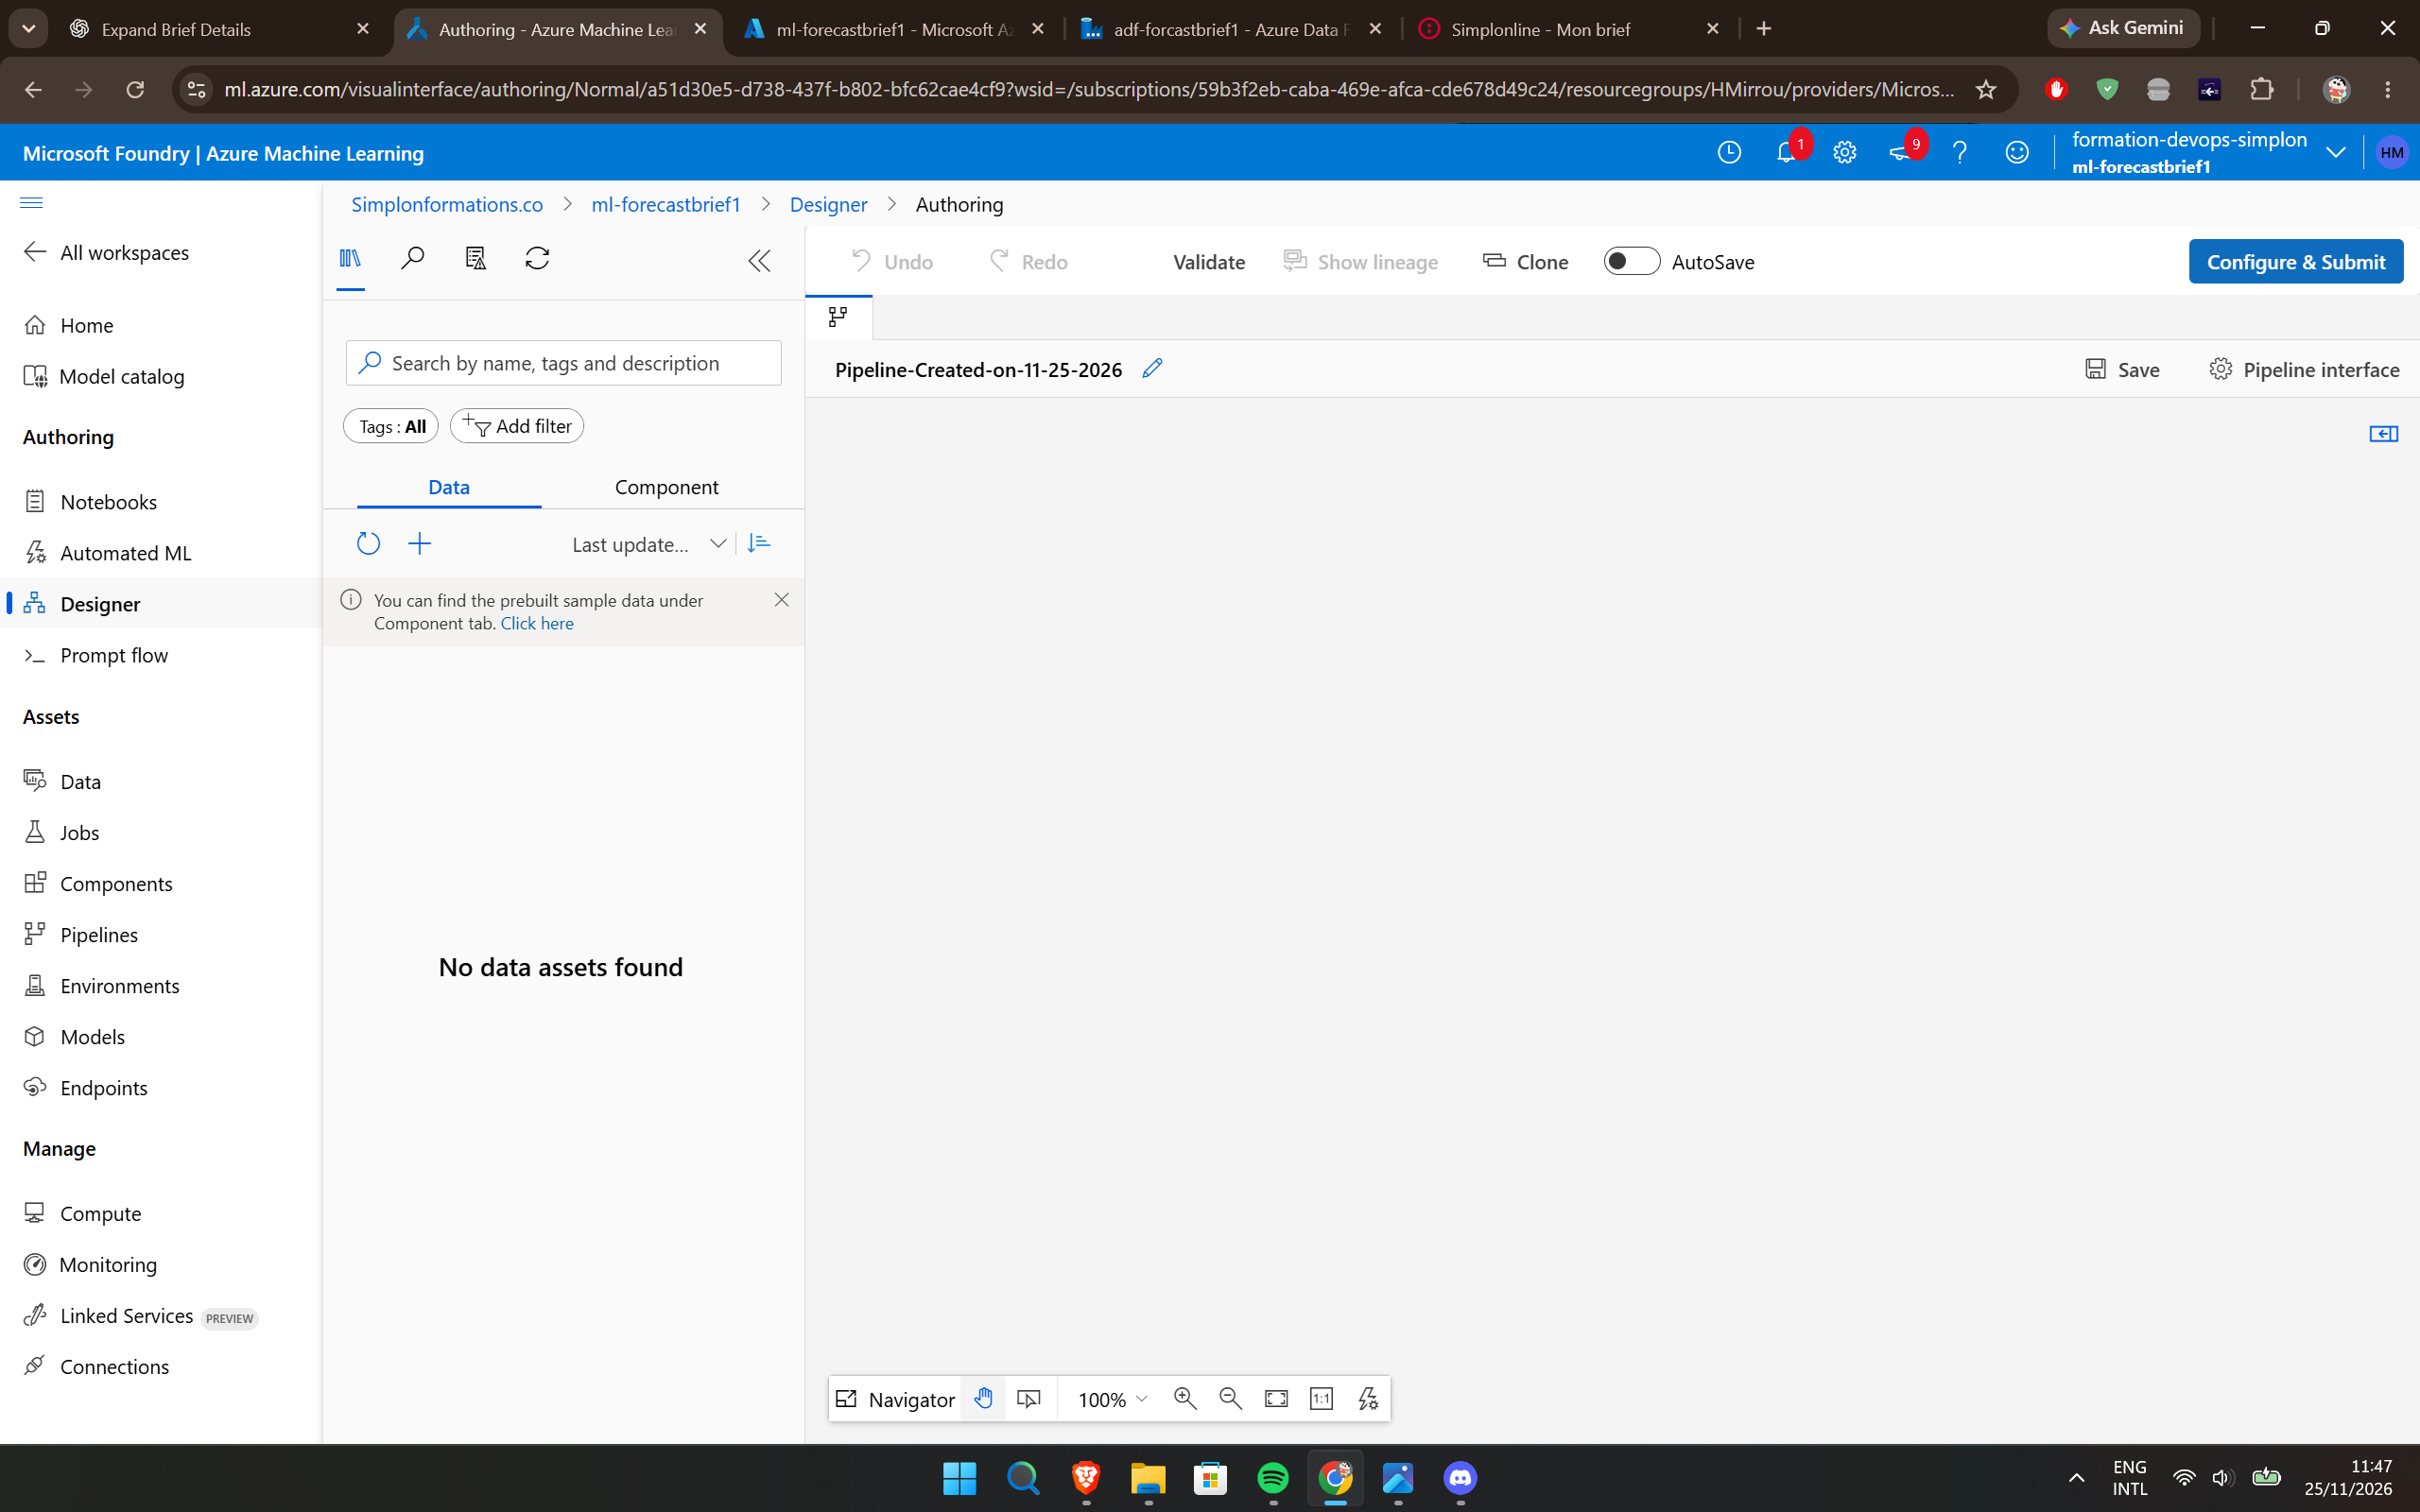 Expand Brief Details
Authoring - Azure Machine Lea
ml-forecastbrief1 - Microsoft Az
adf-forcastbrief1 - Azure Data F
Simplonline - Mon brief
Ask Gemini
ml.azure.com/visualinterface/authoring/Normal/a51d30e5-d738-437f-b802-bfc62cae4cf9?wsid=/subscriptions/59b3f2eb-caba-469e-afca-cde678d49c24/resourcegroups/HMirrou/providers/Micros...
Microsoft Foundry | Azure Machine Learning
1
9
formation-devops-simplon
ml-forecastbrief1
HM
All workspaces
Home
Model catalog
Authoring
Notebooks
Automated ML
Designer
Prompt flow
Assets
Data
Jobs
Components
Pipelines
Environments
Models
Endpoints
Manage
Compute
Monitoring
Linked Services PREVIEW
Connections
Simplonformations.co > ml-forecastbrief1 > Designer > Authoring
Search by name, tags and description
Tags : All
Add filter
Data
Component
Last update...
You can find the prebuilt sample data under
Component tab. Click here
No data assets found
Undo
Redo
Validate
Show lineage
Clone
AutoSave
Configure & Submit
Pipeline-Created-on-11-25-2026
Save
Pipeline interface
Navigator
100%
1:1
ENG
INTL
11:47
25/11/2026